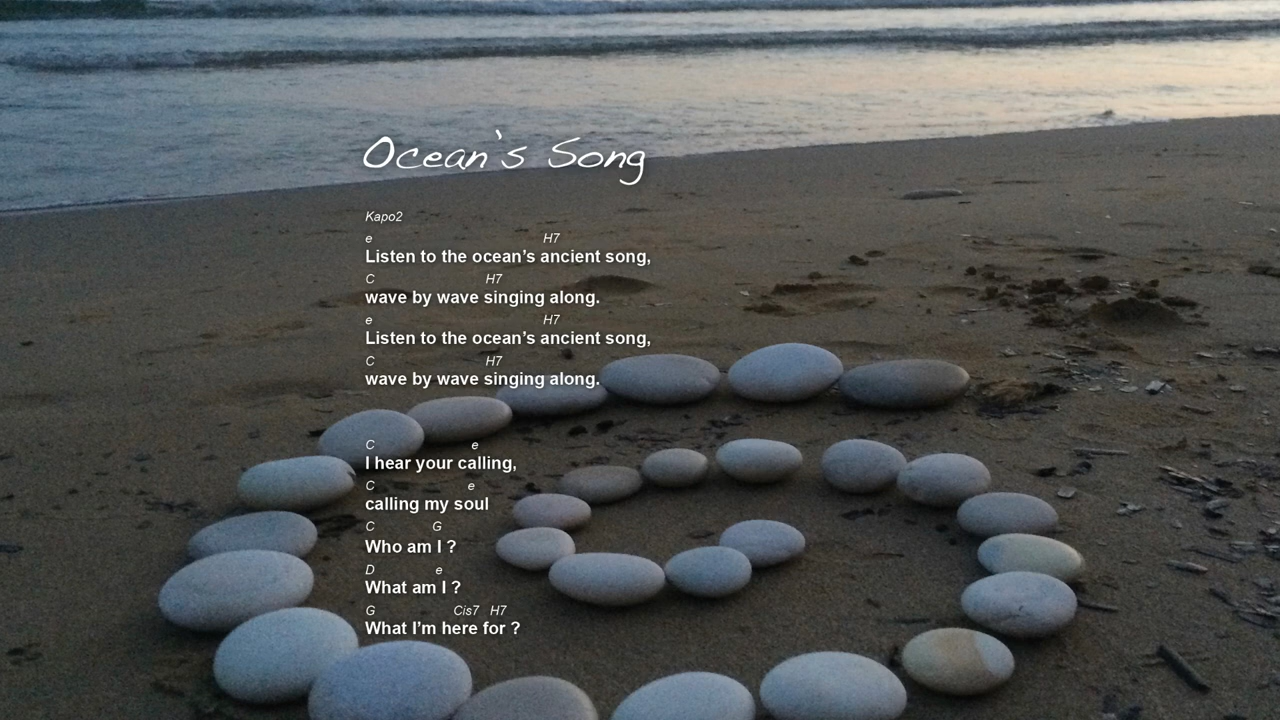 Ocean's Song
Kapo2
e H7
Listen to the ocean's ancient song,
C H7
wave by wave singing along.
e H7
Listen to the ocean's ancient song,
C H7
wave by wave singing along.
C e
I hear your calling,
C e
calling my soul
C G
Who am I ?
D e
What am I ?
G Cis7 H7
What I'm here for ?